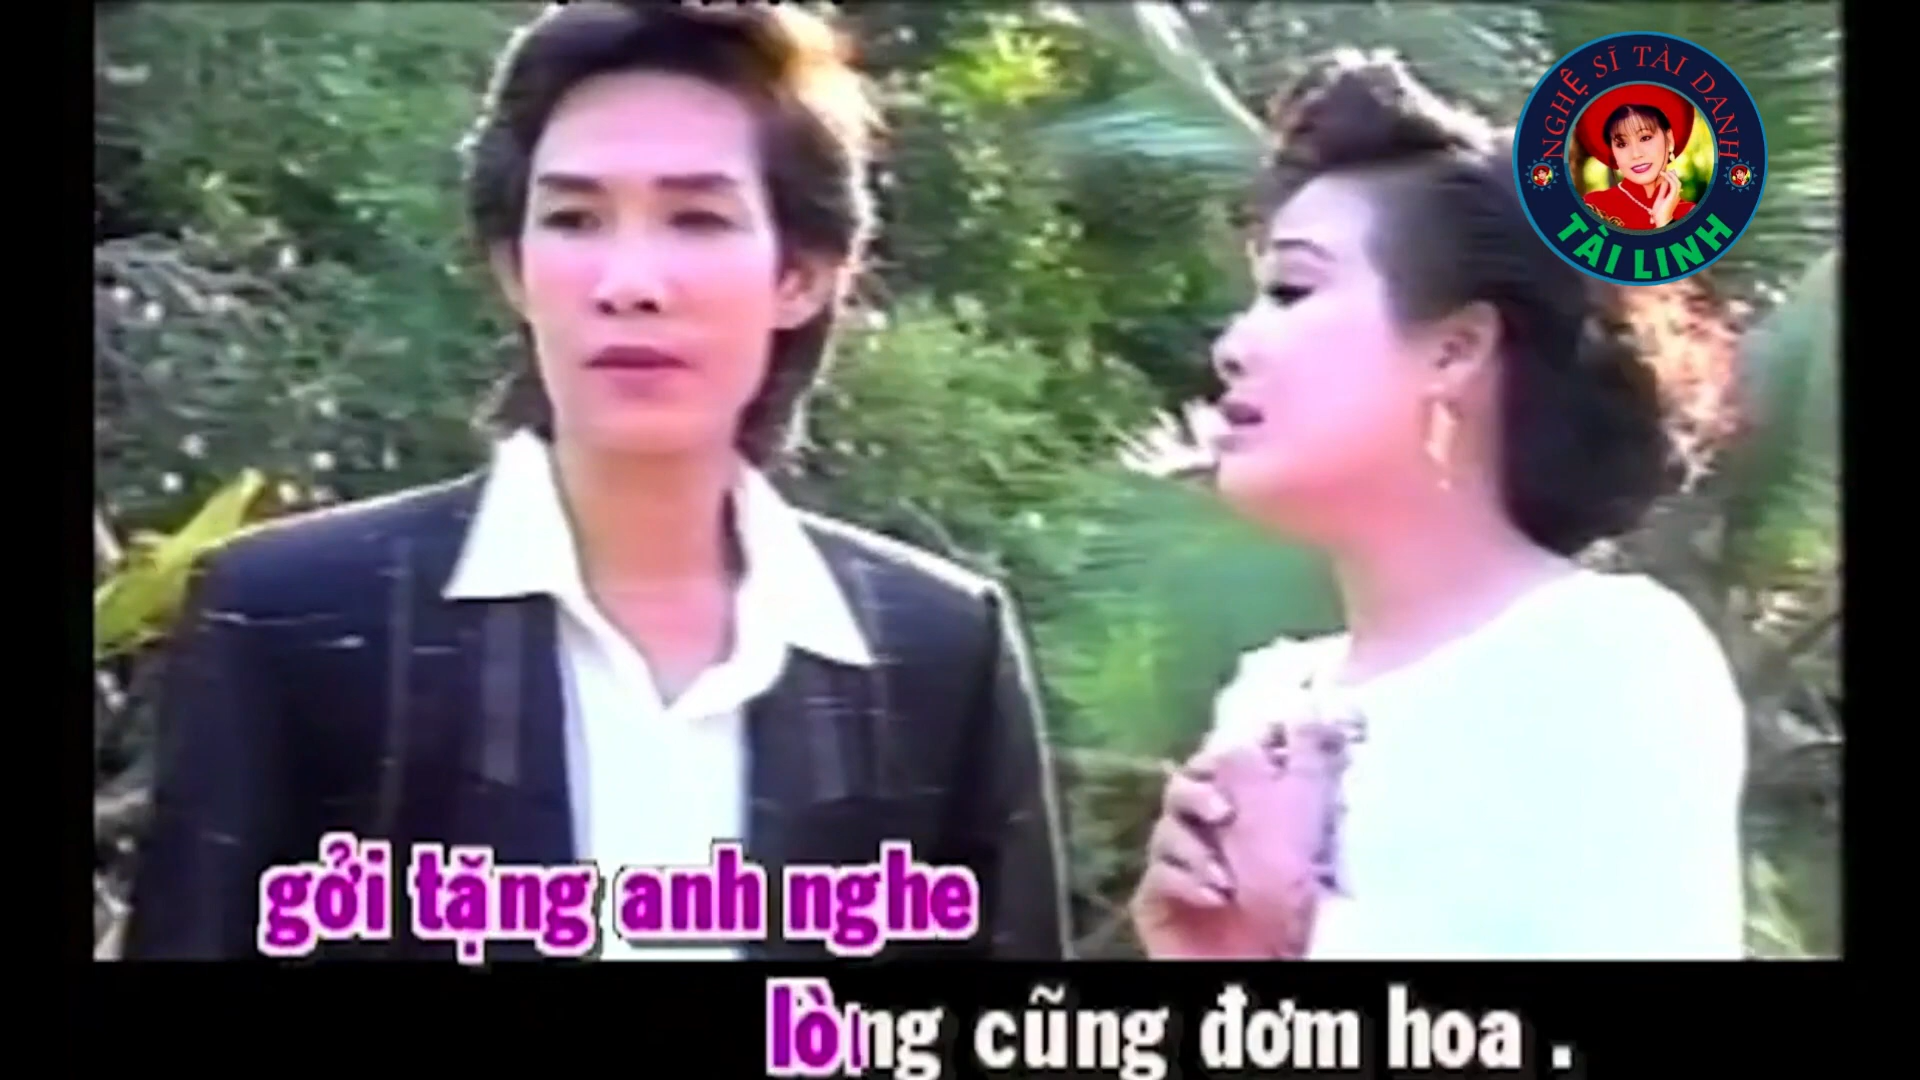 NGHỆ SĨ TÀI DANH
TÀI LINH
gởi tặng anh nghe
lòng cũng đơm hoa .